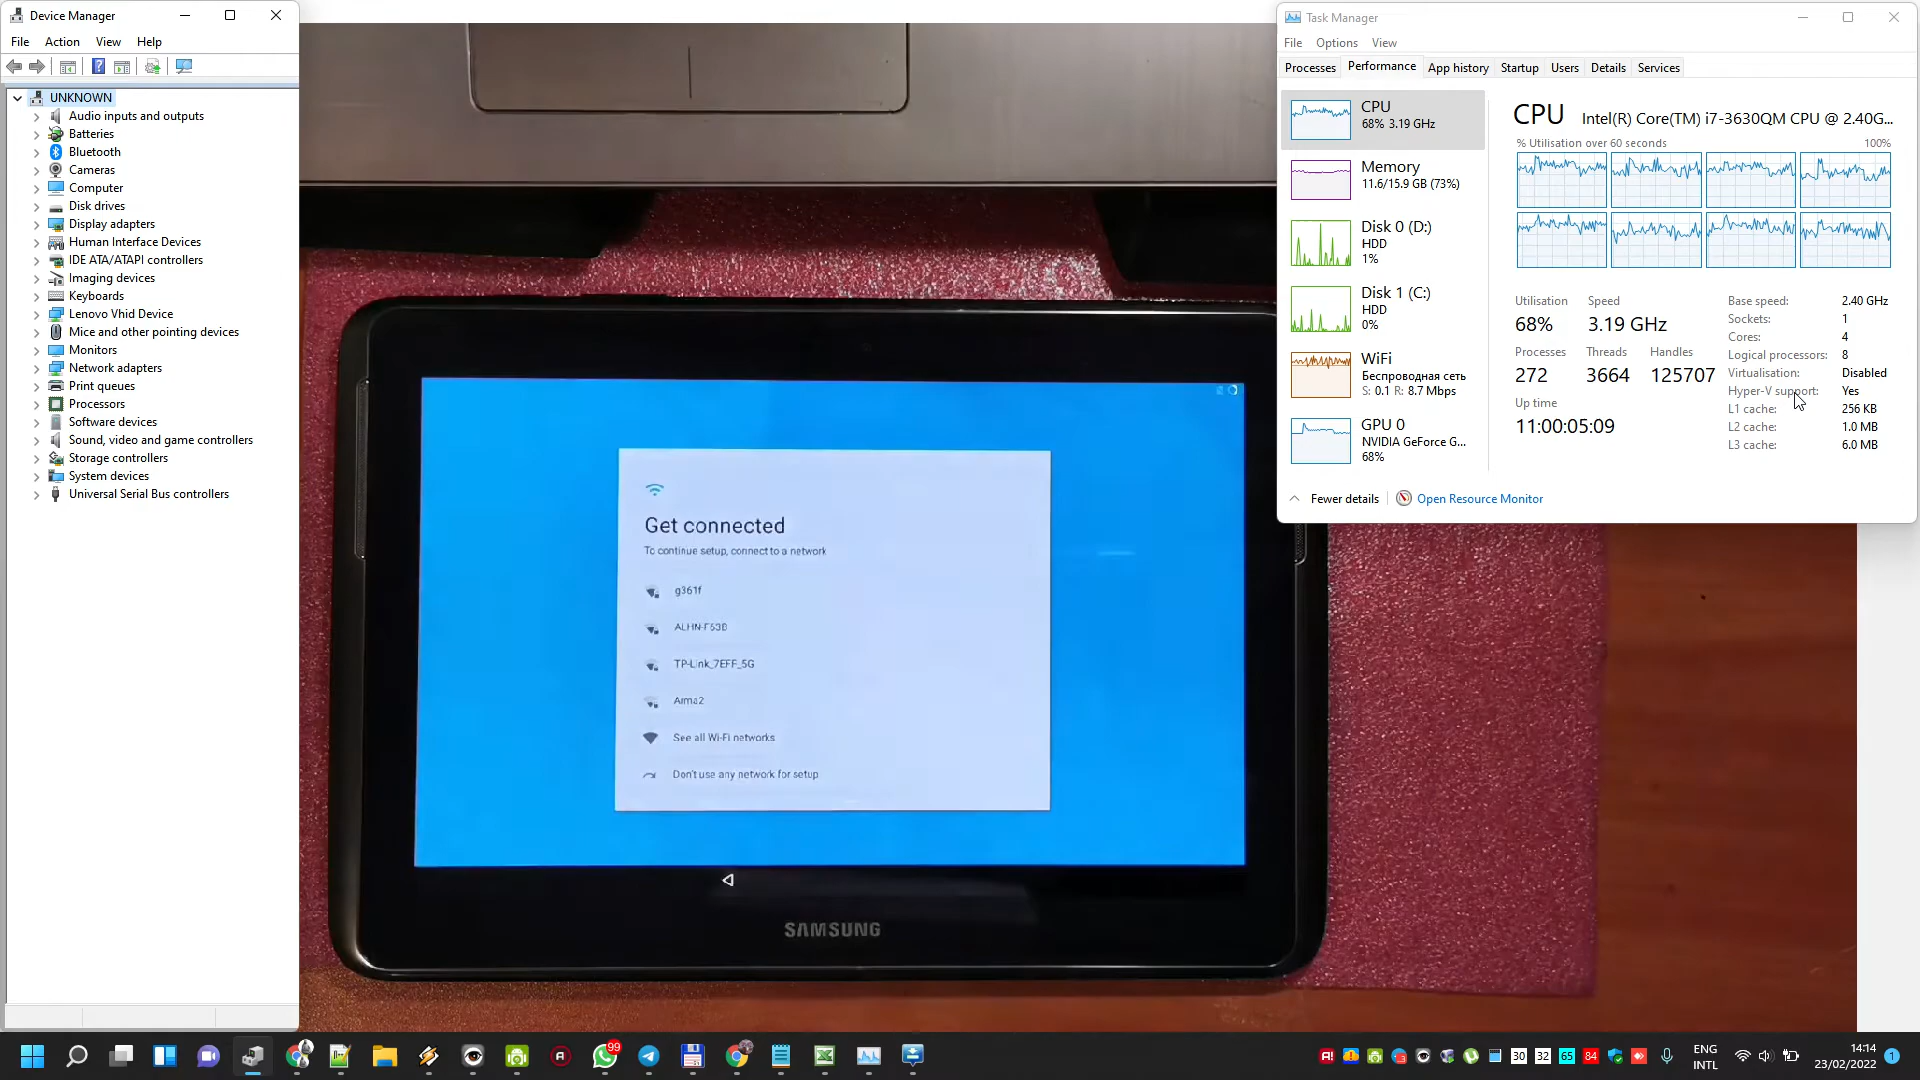 Device Manager
File Action View Help
UNKNOWN
Audio inputs and outputs
Batteries
Bluetooth
Cameras
Computer
Disk drives
Display adapters
Human Interface Devices
IDE ATA/ATAPI controllers
Imaging devices
Keyboards
Lenovo Vhid Device
Mice and other pointing devices
Monitors
Network adapters
Print queues
Processors
Software devices
Sound, video and game controllers
Storage controllers
System devices
Universal Serial Bus controllers
Get connected
To continue setup, connect to a network
g361f
ALHN-F53B
TP-Link_7EFF_5G
Arma2
See all Wi-Fi networks
Don't use any network for setup
SAMSUNG
Task Manager
File Options View
Processes Performance App history Startup Users Details Services
CPU
68% 3.19 GHz
Memory
11.6/15.9 GB (73%)
Disk 0 (D:)
HDD
1%
Disk 1 (C:)
HDD
0%
WiFi
Беспроводная сеть
S: 0.1 R: 8.7 Mbps
GPU 0
NVIDIA GeForce G...
68%
CPU Intel(R) Core(TM) i7-3630QM CPU @ 2.40G...
% Utilisation over 60 seconds 100%
Utilisation Speed
68% 3.19 GHz
Processes Threads Handles
272 3664 125707
Up time
11:00:05:09
Base speed: 2.40 GHz
Sockets: 1
Cores: 4
Logical processors: 8
Virtualisation: Disabled
Hyper-V support: Yes
L1 cache: 256 KB
L2 cache: 1.0 MB
L3 cache: 6.0 MB
Fewer details Open Resource Monitor
99
30 32 65 84
ENG
INTL
14:14
23/02/2022
1